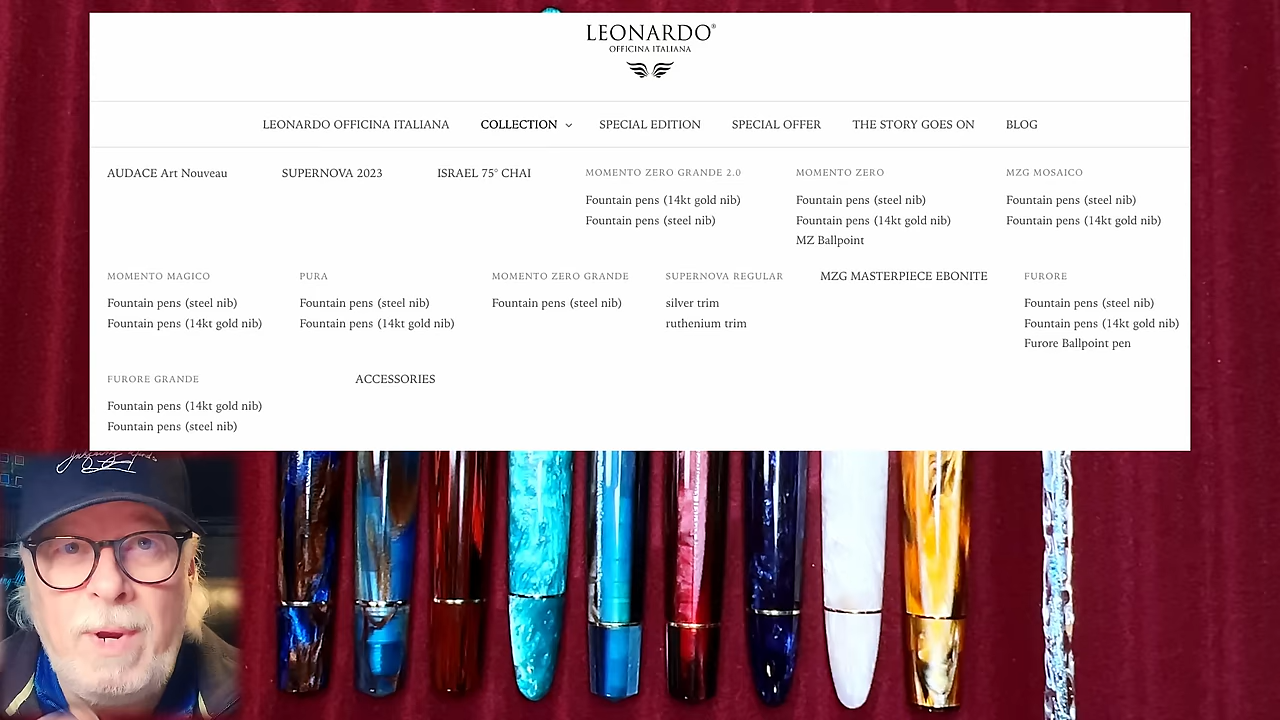 LEONARDO®
OFFICINA ITALIANA
LEONARDO OFFICINA ITALIANA COLLECTION SPECIAL EDITION SPECIAL OFFER THE STORY GOES ON BLOG
AUDACE Art Nouveau
SUPERNOVA 2023
ISRAEL 75° CHAI
MOMENTO ZERO GRANDE 2.0
Fountain pens (14kt gold nib)
Fountain pens (steel nib)
MOMENTO ZERO
Fountain pens (steel nib)
Fountain pens (14kt gold nib)
MZ Ballpoint
MZG MOSAICO
Fountain pens (steel nib)
Fountain pens (14kt gold nib)
MOMENTO MAGICO
Fountain pens (steel nib)
Fountain pens (14kt gold nib)
PURA
Fountain pens (steel nib)
Fountain pens (14kt gold nib)
MOMENTO ZERO GRANDE
Fountain pens (steel nib)
SUPERNOVA REGULAR
silver trim
ruthenium trim
MZG MASTERPIECE EBONITE
FURORE
Fountain pens (steel nib)
Fountain pens (14kt gold nib)
Furore Ballpoint pen
FURORE GRANDE
Fountain pens (14kt gold nib)
Fountain pens (steel nib)
ACCESSORIES